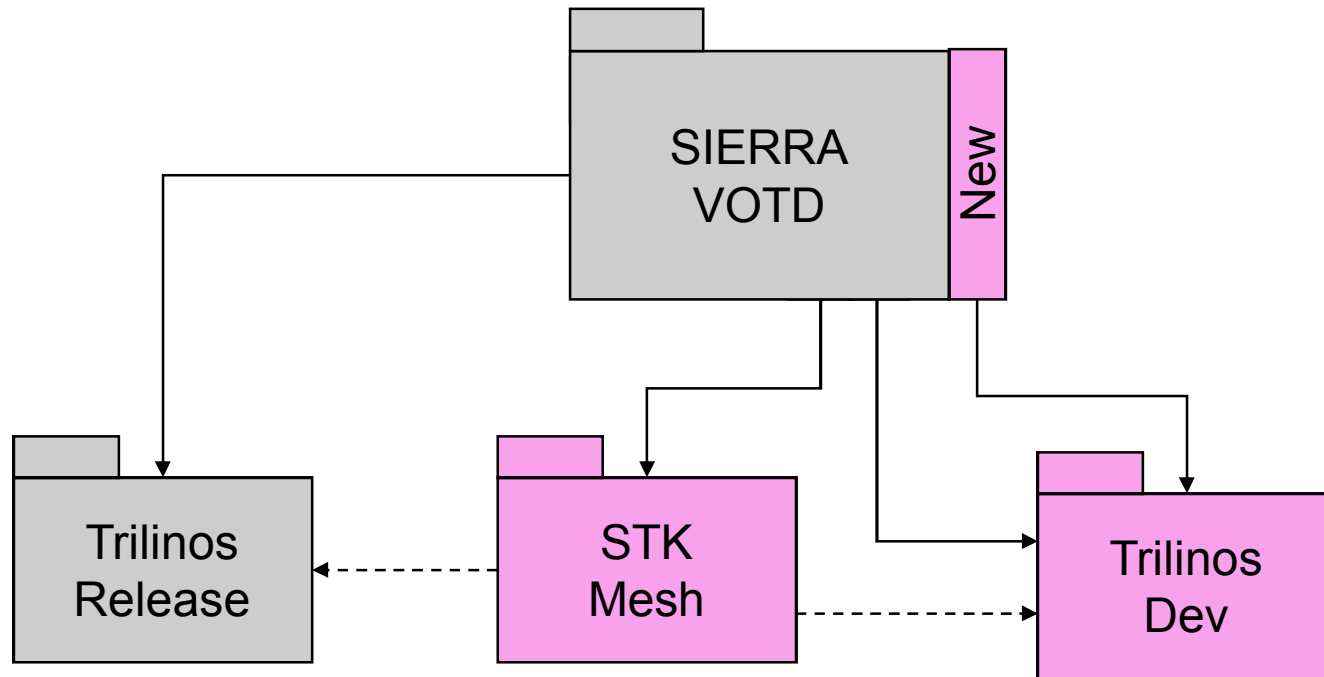 SIERRA
VOTD
New
Trilinos
Release
STK
Mesh
Trilinos
Dev